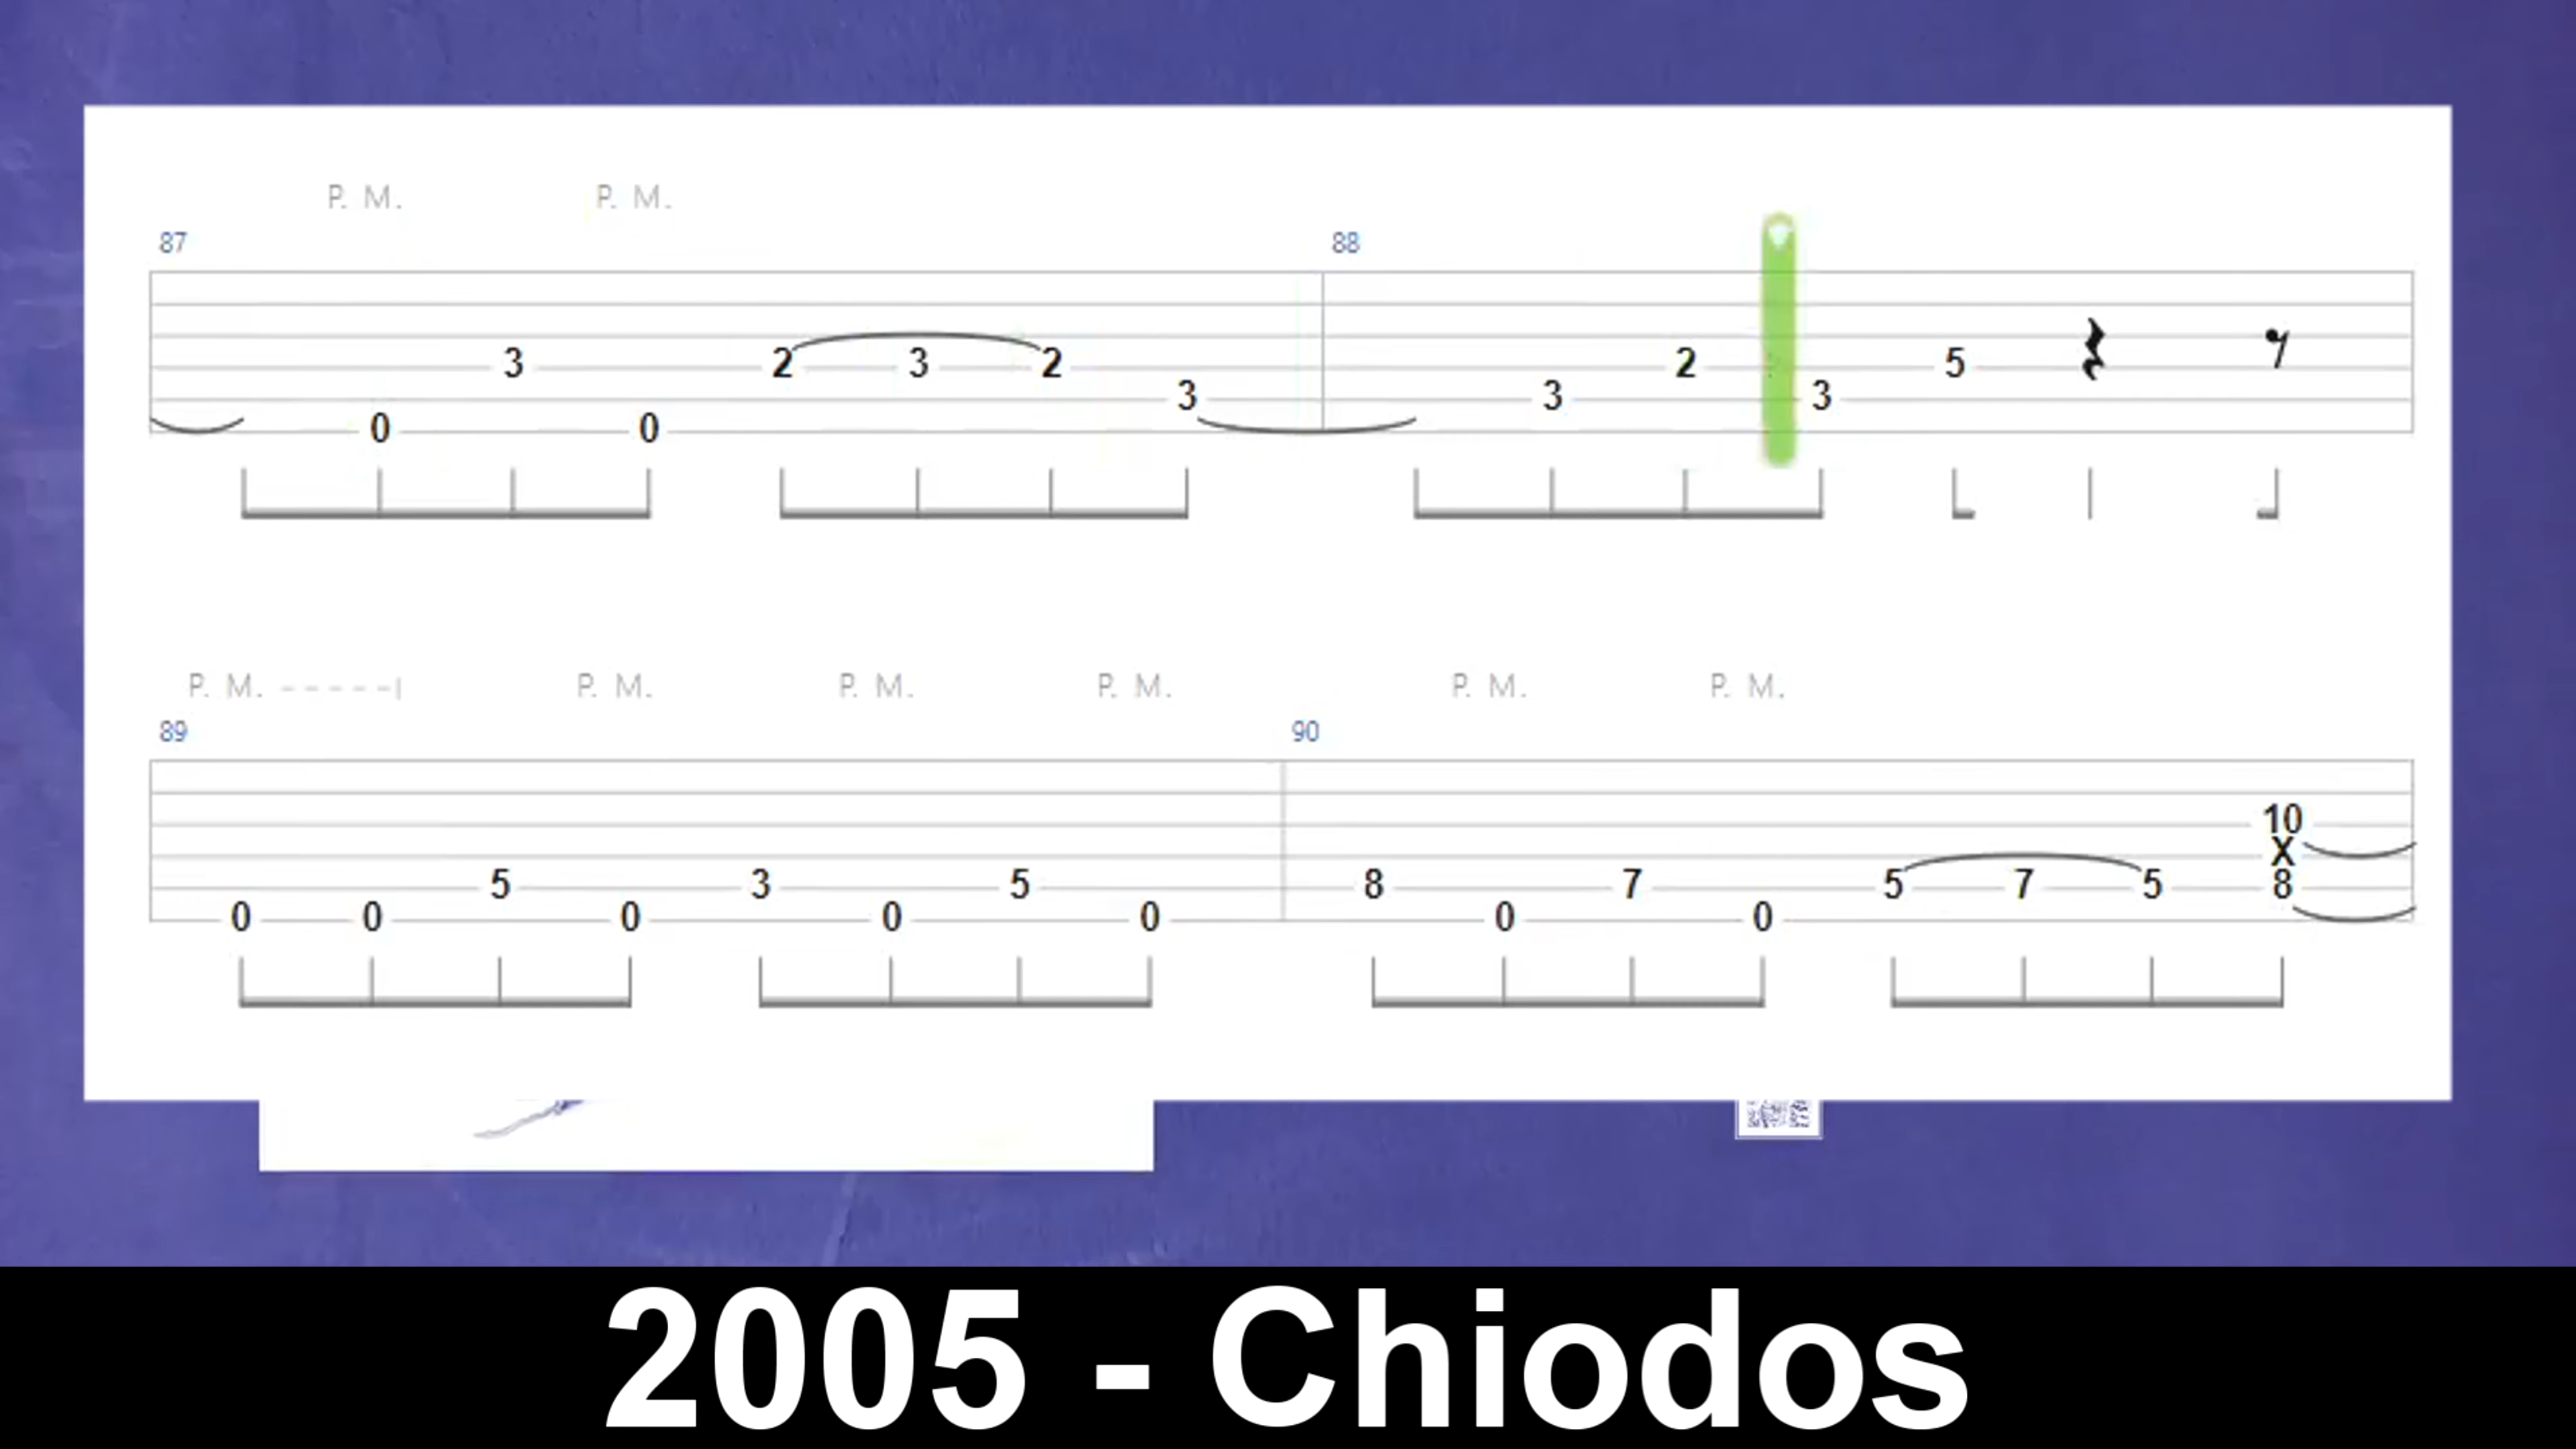 P. M. P. M.
87 88
3 2 3 2 2 5
3 3 3
0 0
P. M. -----| P. M. P. M. P. M. P. M. P. M.
89 90
10
X
5 3 5 8 7 5 7 5 8
0 0 0 0 0 0 0
2005 - Chiodos